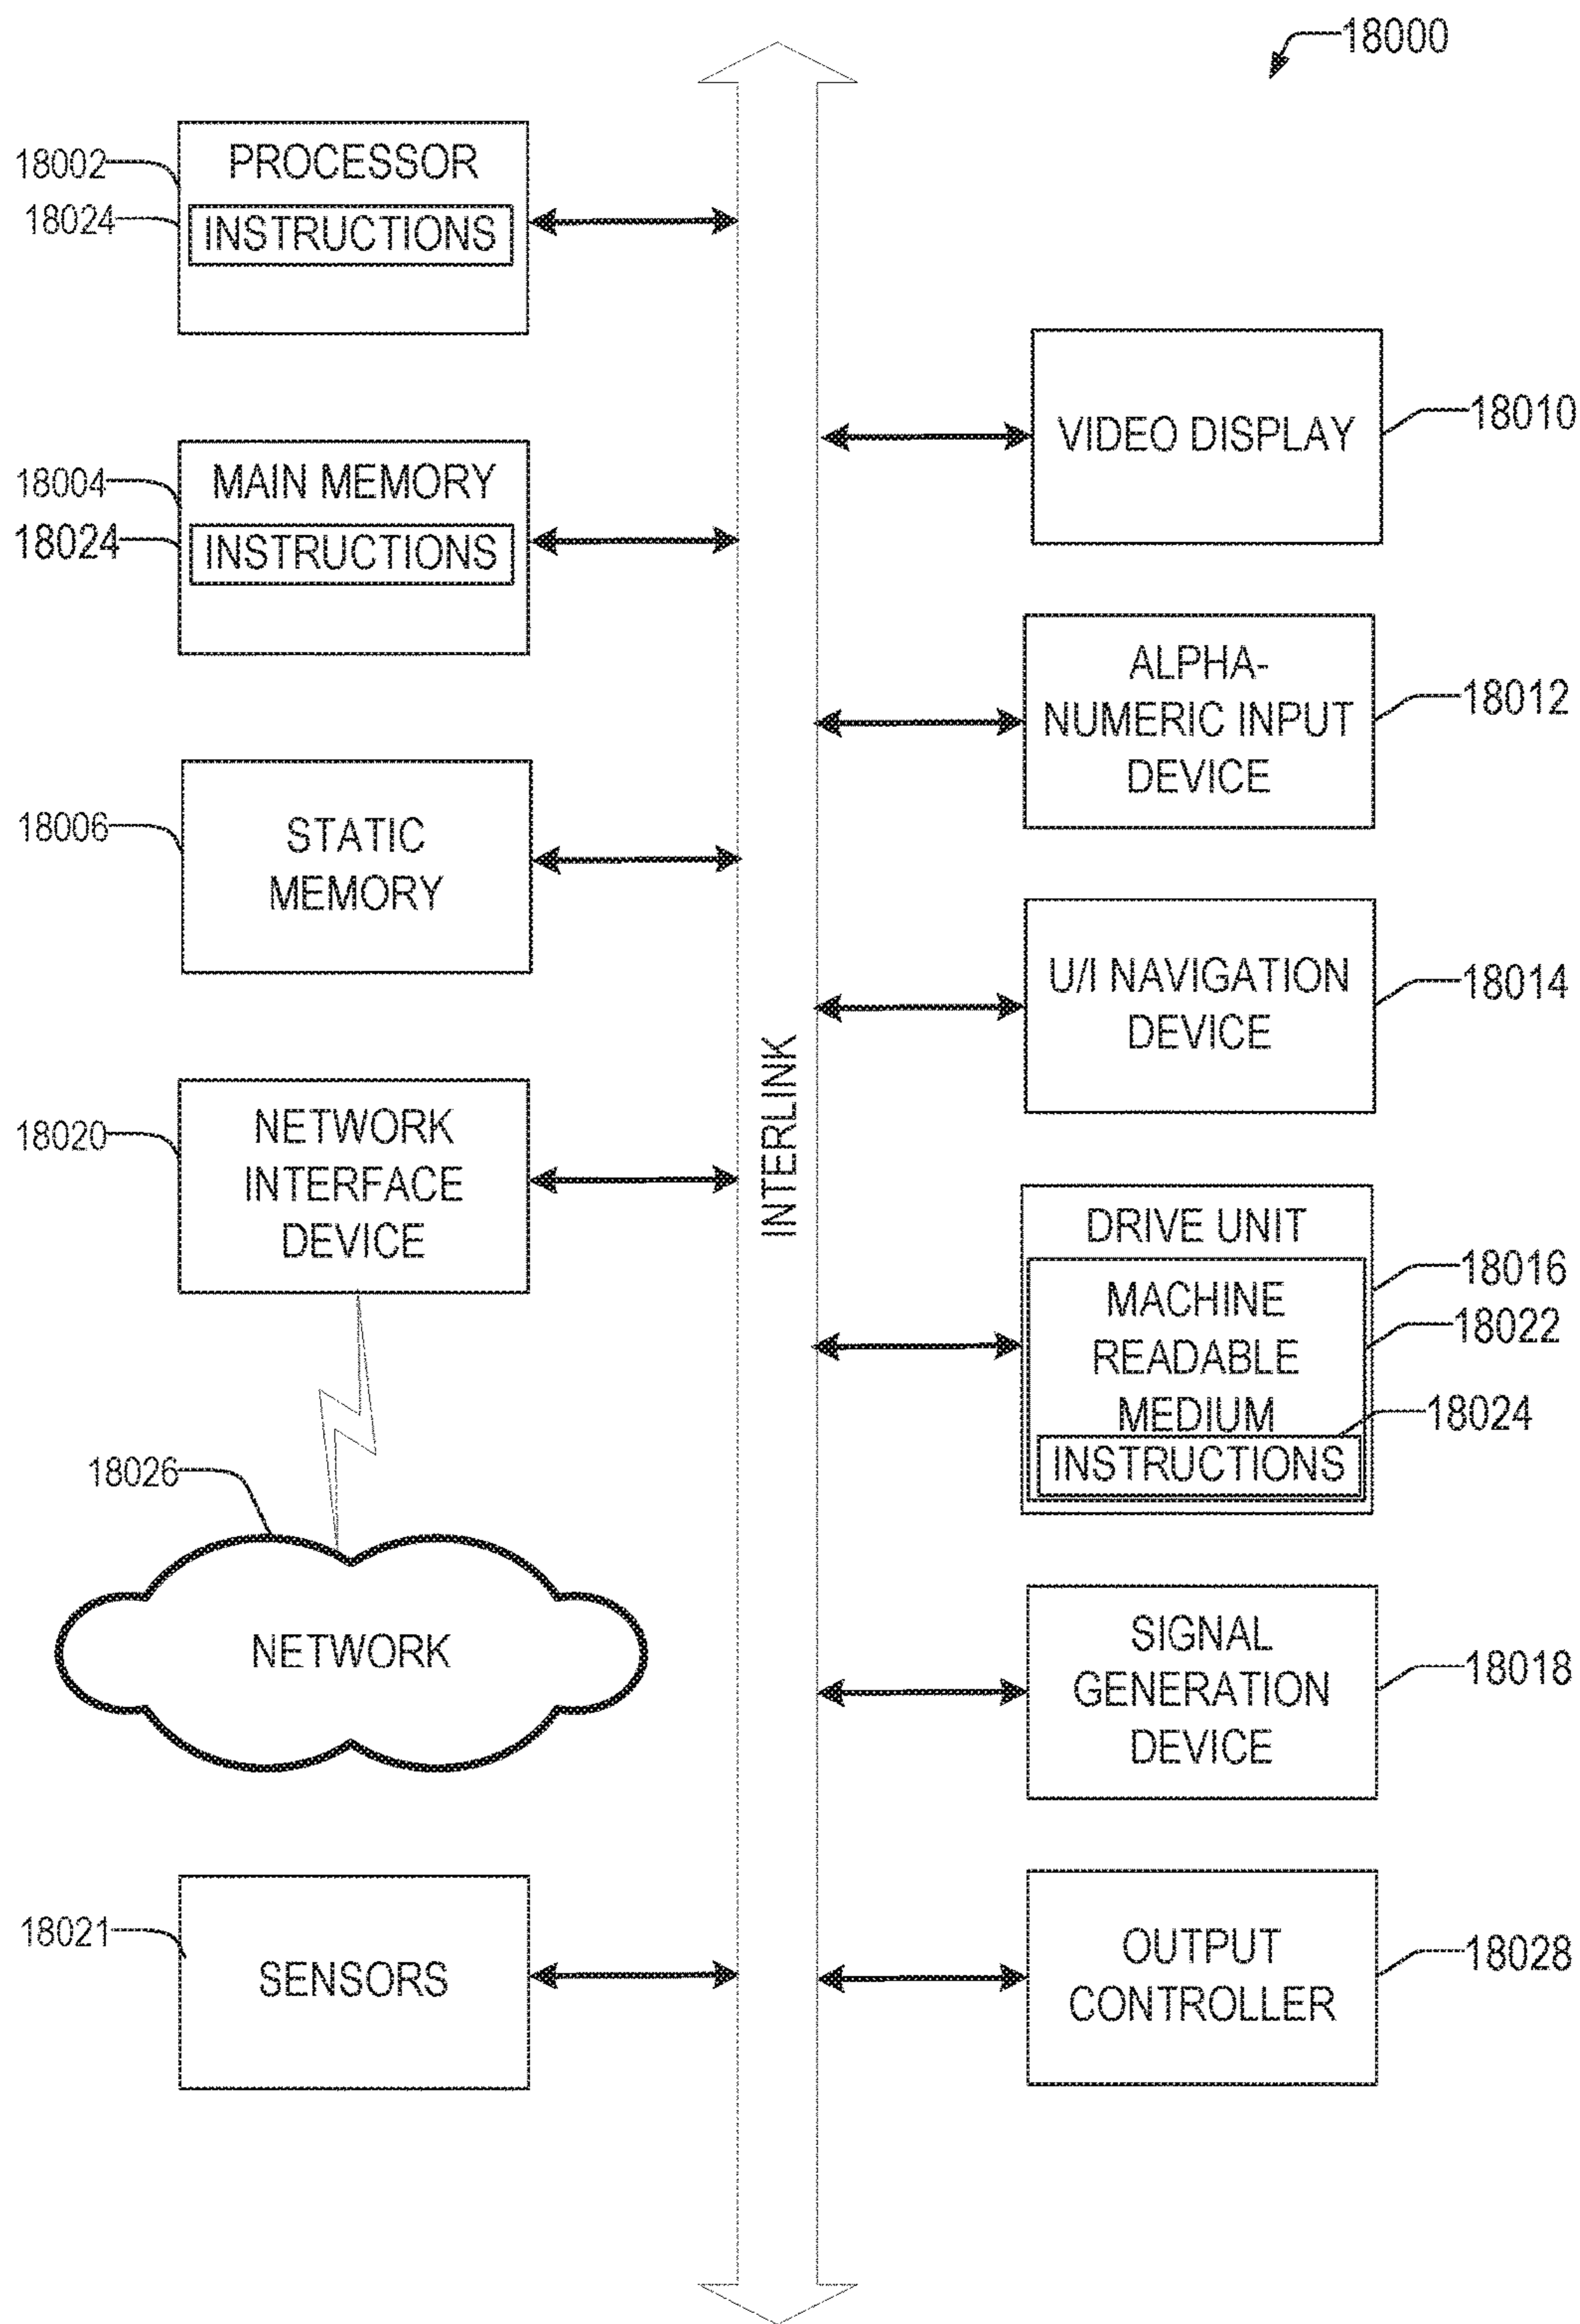 18000
18002
PROCESSOR
18024
INSTRUCTIONS
18004
MAIN MEMORY
18024
INSTRUCTIONS
18006
STATIC
MEMORY
18020
NETWORK
INTERFACE
DEVICE
18026
NETWORK
18021
SENSORS
INTERLINK
VIDEO DISPLAY
18010
ALPHA-
NUMERIC INPUT
DEVICE
18012
U/I NAVIGATION
DEVICE
18014
DRIVE UNIT
18016
MACHINE
READABLE
MEDIUM
18022
18024
INSTRUCTIONS
SIGNAL
GENERATION
DEVICE
18018
OUTPUT
CONTROLLER
18028